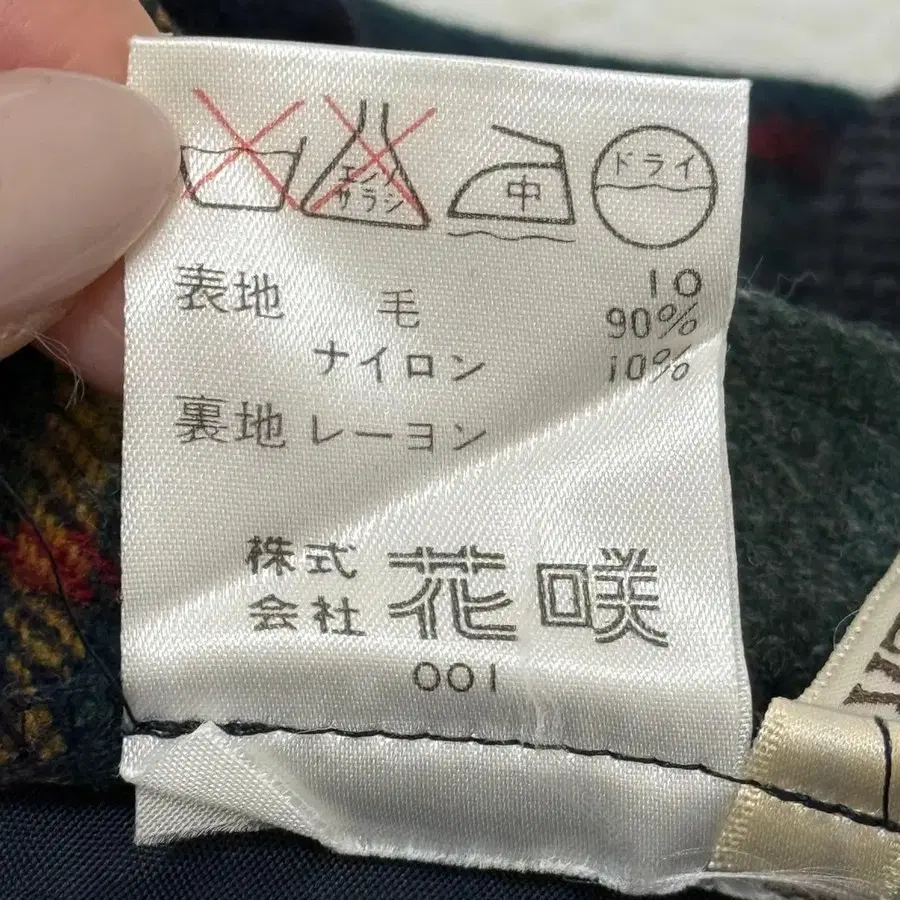 エンソ
サラシ
中
ドライ
10
表地 毛 90%
ナイロン 10%
裏地 レーヨン
株式
会社 花咲
001